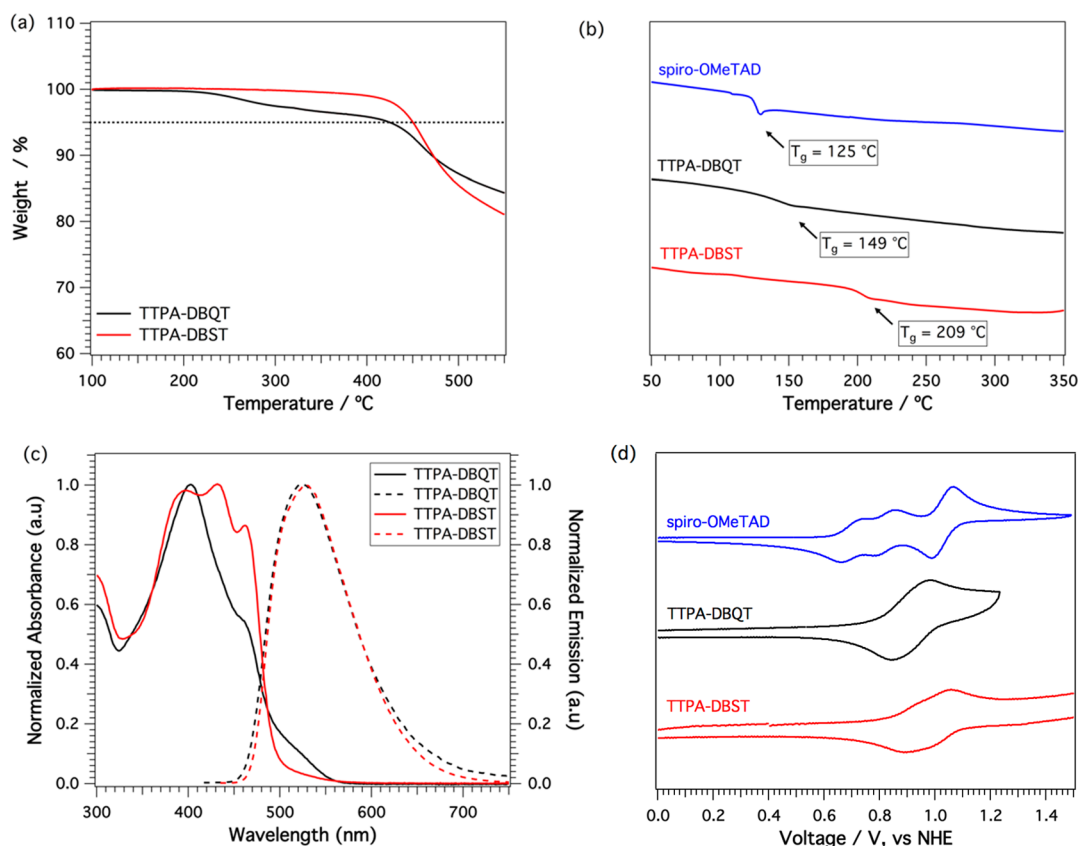 (a)
110
100
90
80
70
60
Weight / %
TTPA-DBQT
TTPA-DBST
100
200
300
400
500
Temperature / ºC
(b)
spiro-OMeTAD
Tg = 125 °C
TTPA-DBQT
Tg = 149 °C
TTPA-DBST
Tg = 209 °C
50
100
150
200
250
300
350
Temperature / ºC
(c)
TTPA-DBQT
TTPA-DBQT
TTPA-DBST
TTPA-DBST
1.0
0.8
0.6
0.4
0.2
0.0
Normalized Absorbance (a.u)
1.0
0.8
0.6
0.4
0.2
0.0
Normalized Emission (a.u)
300
400
500
600
700
Wavelength (nm)
(d)
spiro-OMeTAD
TTPA-DBQT
TTPA-DBST
0.0
0.2
0.4
0.6
0.8
1.0
1.2
1.4
Voltage / V, vs NHE